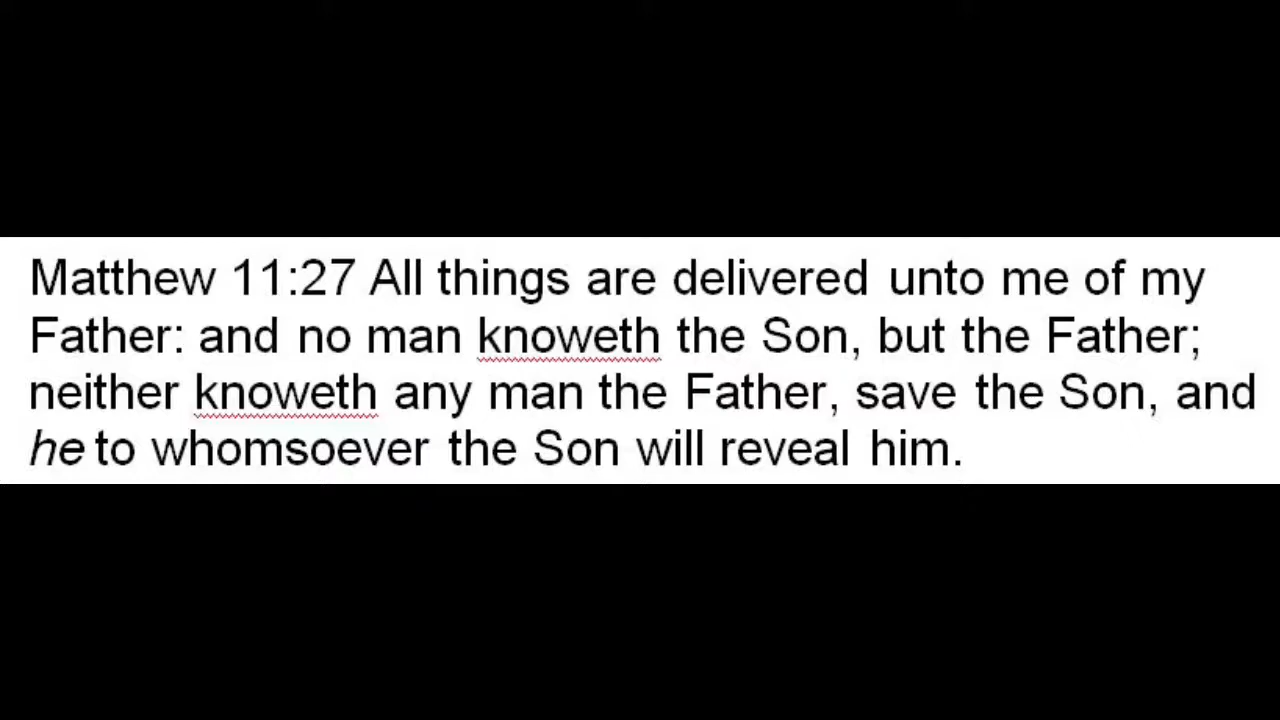 Matthew 11:27 All things are delivered unto me of my
Father: and no man knoweth the Son, but the Father;
neither knoweth any man the Father, save the Son, and
he to whomsoever the Son will reveal him.